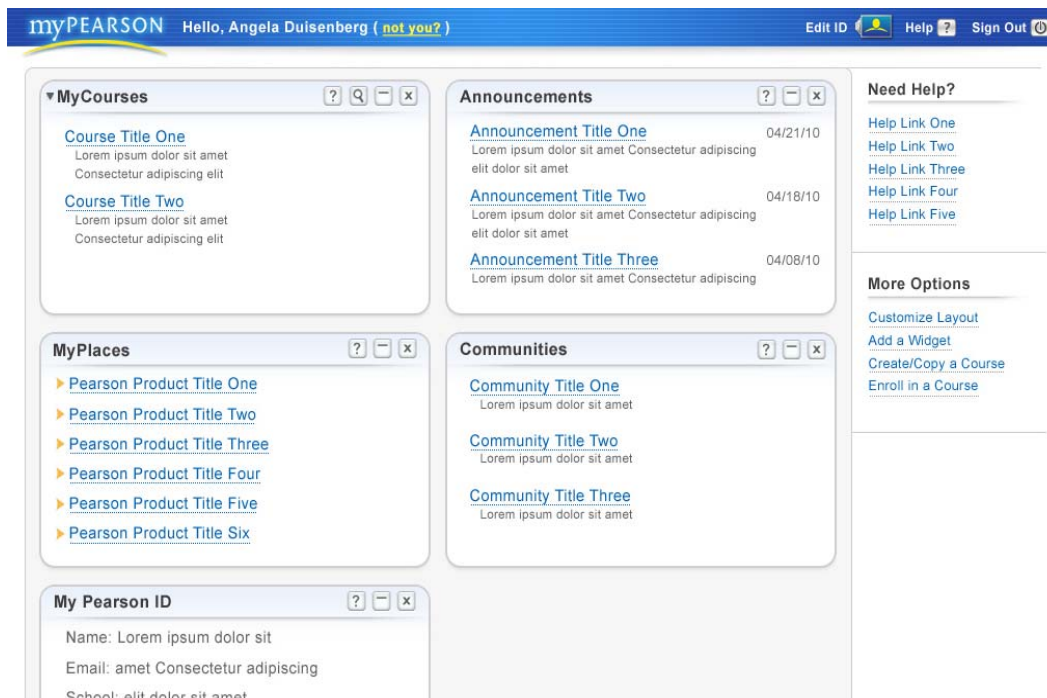 myPEARSON Hello, Angela Duisenberg ( not you? ) Edit ID Help ? Sign Out
MyCourses
Course Title One
Lorem ipsum dolor sit amet
Consectetur adipiscing elit
Course Title Two
Lorem ipsum dolor sit amet
Consectetur adipiscing elit
Announcements
Announcement Title One 04/21/10
Lorem ipsum dolor sit amet Consectetur adipiscing
elit dolor sit amet
Announcement Title Two 04/18/10
Lorem ipsum dolor sit amet Consectetur adipiscing
elit dolor sit amet
Announcement Title Three 04/08/10
Lorem ipsum dolor sit amet Consectetur adipiscing
MyPlaces
Pearson Product Title One
Pearson Product Title Two
Pearson Product Title Three
Pearson Product Title Four
Pearson Product Title Five
Pearson Product Title Six
Communities
Community Title One
Lorem ipsum dolor sit amet
Community Title Two
Lorem ipsum dolor sit amet
Community Title Three
Lorem ipsum dolor sit amet
My Pearson ID
Name: Lorem ipsum dolor sit
Email: amet Consectetur adipiscing
School: elit dolor sit amet
Need Help?
Help Link One
Help Link Two
Help Link Three
Help Link Four
Help Link Five
More Options
Customize Layout
Add a Widget
Create/Copy a Course
Enroll in a Course